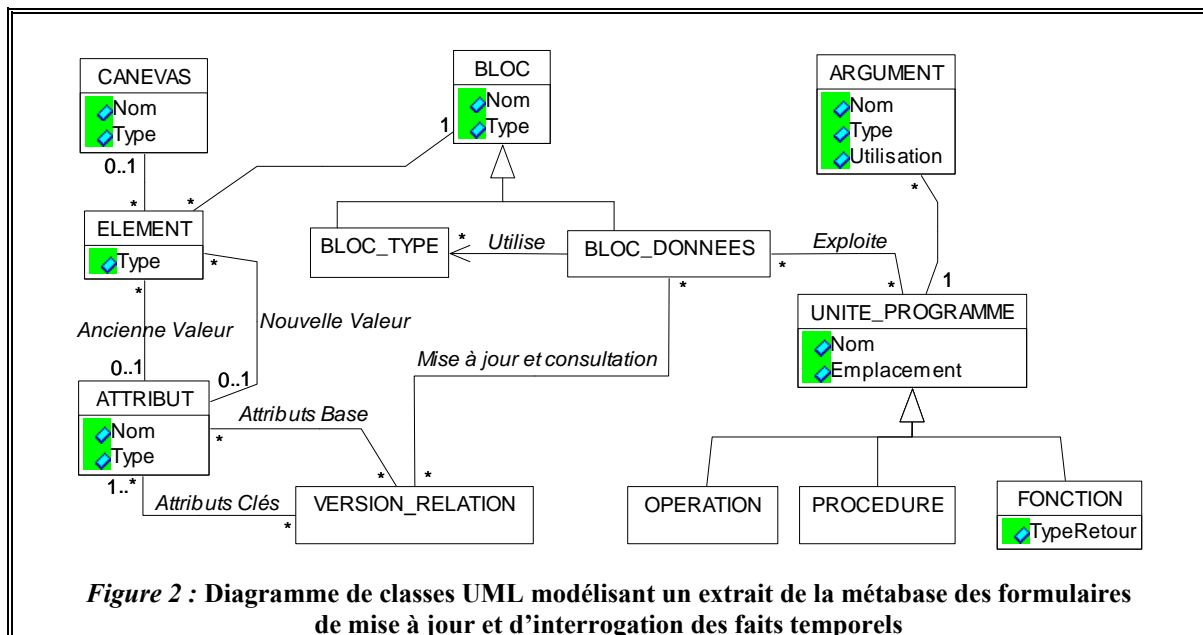 CANEVAS
Nom
Type
0..1
*
BLOC
Nom
Type
1
*
ARGUMENT
Nom
Type
Utilisation
*
1
ELEMENT
Type
*
*
BLOC_TYPE
*
Utilise
BLOC_DONNEES
*
*
Exploite
*
UNITE_PROGRAMME
Nom
Emplacement
Ancienne Valeur
Nouvelle Valeur
Mise à jour et consultation
0..1
0..1
ATTRIBUT
Nom
Type
*
Attributs Base
*
*
1..*
Attributs Clés
*
VERSION_RELATION
OPERATION
PROCEDURE
FONCTION
TypeRetour
Figure 2 : Diagramme de classes UML modélisant un extrait de la métabase des formulaires
de mise à jour et d'interrogation des faits temporels